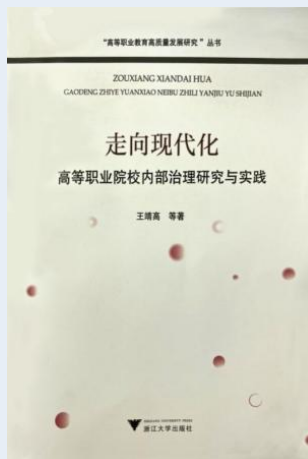 “高等职业教育高质量发展研究”丛书
ZOUXIANG XIANDAI HUA
GAODENG ZHIYE YUANXIAO NEIBU ZHILI YANJIU YU SHIJIAN
走向现代化
高等职业院校内部治理研究与实践
王靖高 等著
ZHEJIANG UNIVERSITY PRESS
浙江大学出版社